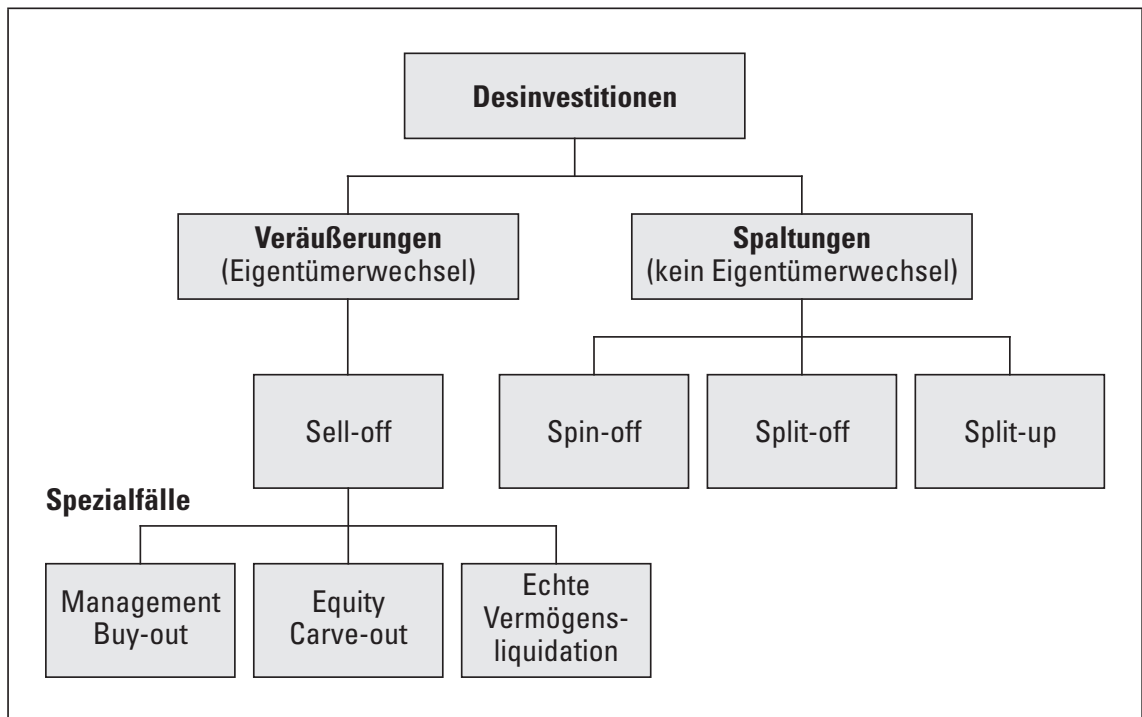 Desinvestitionen
Veräußerungen
(Eigentümerwechsel)
Spaltungen
(kein Eigentümerwechsel)
Sell-off
Spin-off
Split-off
Split-up
Spezialfälle
Management
Buy-out
Equity
Carve-out
Echte
Vermögens-
liquidation